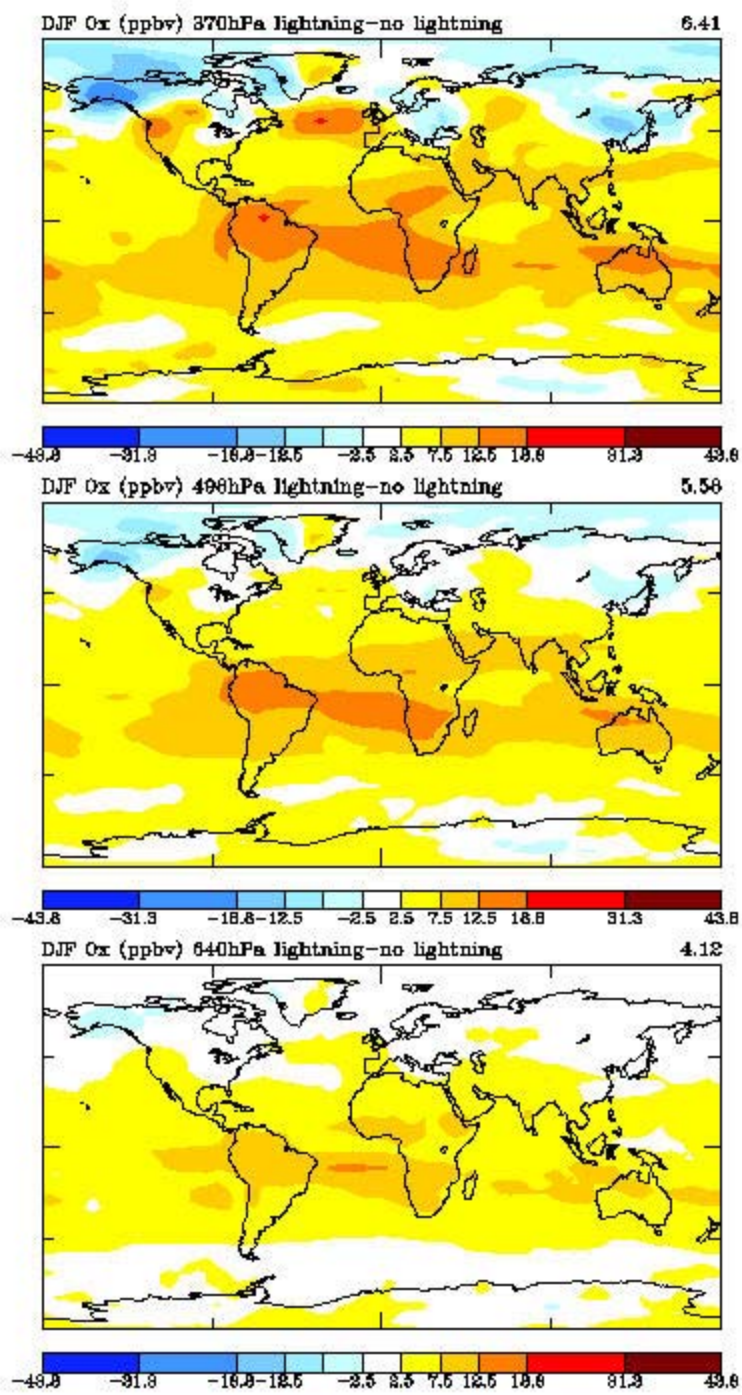 DJF Ox (ppbv) 370hPa lightning-no lightning 6.41
-43.8 -31.3 -18.8 -12.5 -2.5 2.5 7.5 12.5 18.8 31.3 43.8
DJF Ox (ppbv) 498hPa lightning-no lightning 5.58
-43.8 -31.3 -18.8 -12.5 -2.5 2.5 7.5 12.5 18.8 31.3 43.8
DJF Ox (ppbv) 640hPa lightning-no lightning 4.12
-43.8 -31.3 -18.8 -12.5 -2.5 2.5 7.5 12.5 18.8 31.3 43.8